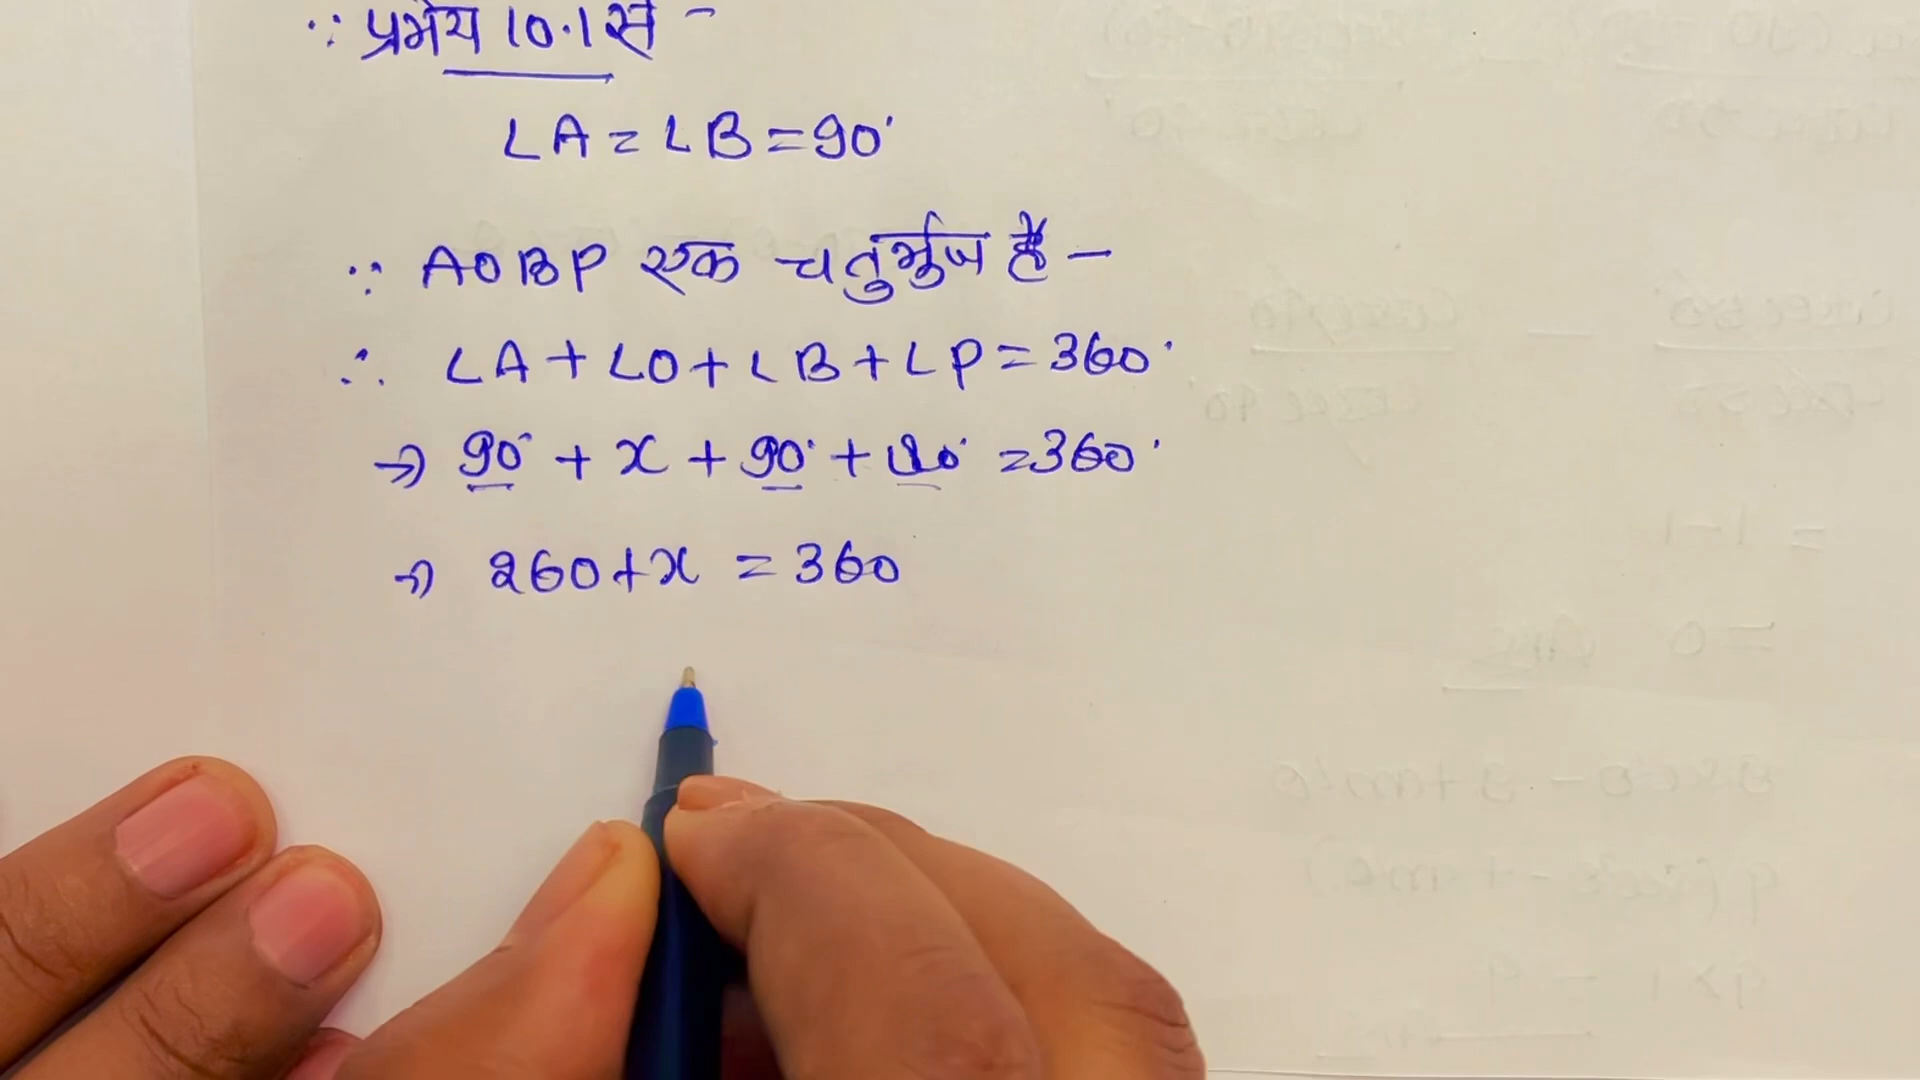 ∵ प्रमेय 10.1 से -
∠A = ∠B = 90°
∵ AOBP एक चतुर्भुज है -
∴ ∠A + ∠O + ∠B + ∠P = 360°
⇒ 90° + x + 90° + 80° = 360°
⇒ 260 + x = 360